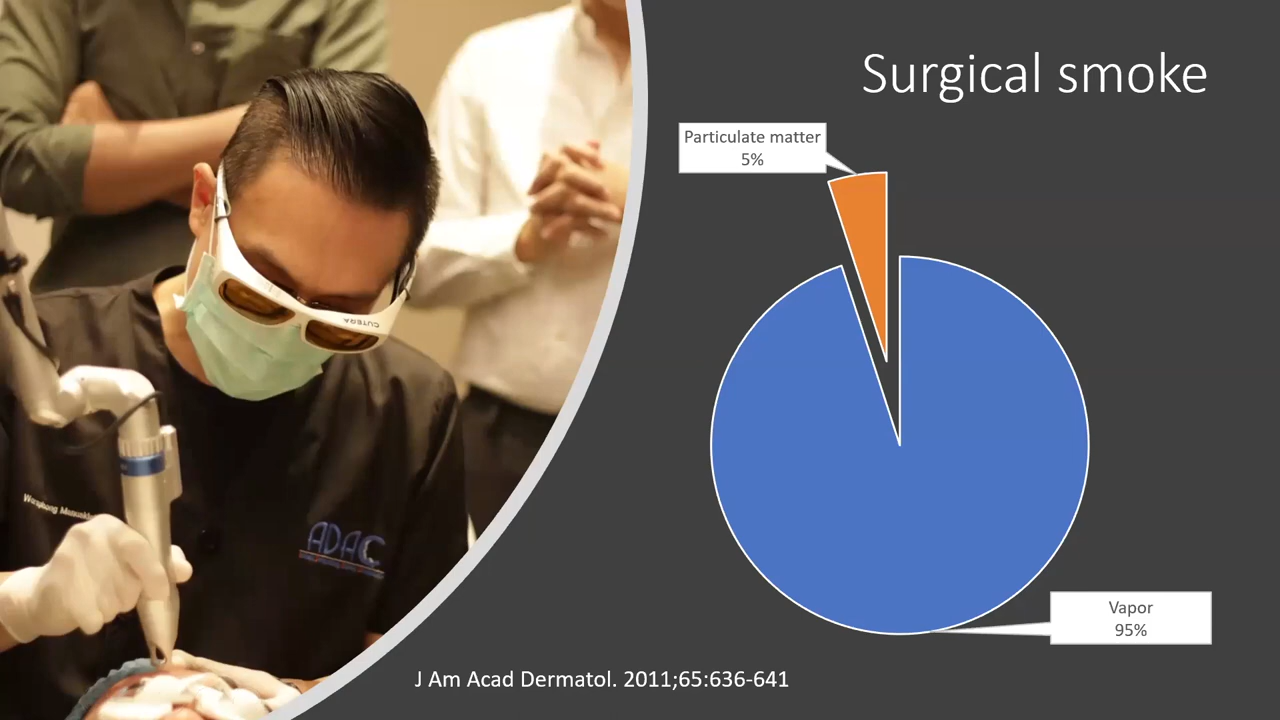 Surgical smoke
Particulate matter
5%
Vapor
95%
J Am Acad Dermatol. 2011;65:636-641
CUTERA
ADAC